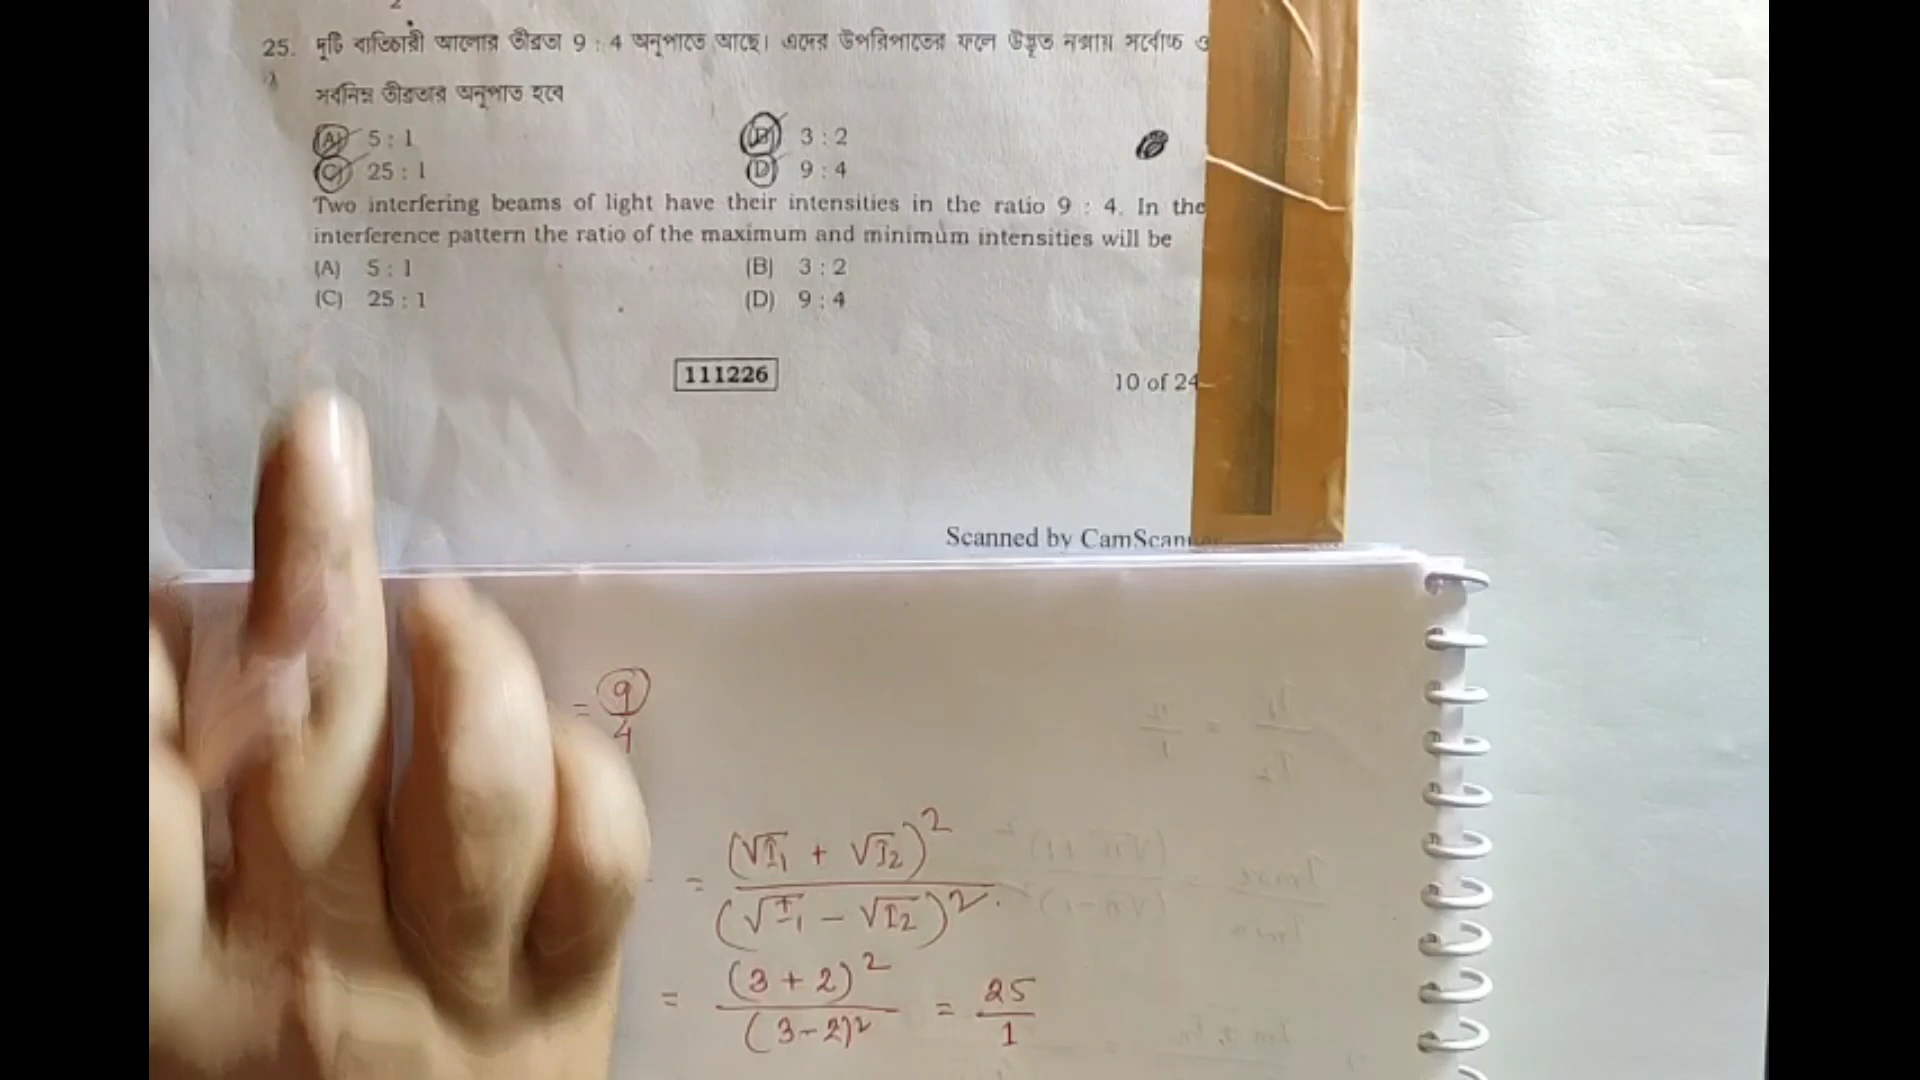 25. দুটি ব্যতিচারী আলোর তীব্রতা 9 : 4 অনুপাতে আছে। এদের উপরিপাতের ফলে উদ্ভূত নক্সায় সর্বোচ্চ ও
সর্বনিম্ন তীব্রতার অনুপাত হবে
(A) 5 : 1 (B) 3 : 2
(C) 25 : 1 (D) 9 : 4
Two interfering beams of light have their intensities in the ratio 9 : 4. In the
interference pattern the ratio of the maximum and minimum intensities will be
(A) 5 : 1 (B) 3 : 2
(C) 25 : 1 (D) 9 : 4
111226
10 of 24
Scanned by CamScan
= 9/4
= (√I₁ + √I₂)² / (√I₁ − √I₂)²
= (3 + 2)² / (3 − 2)² = 25/1